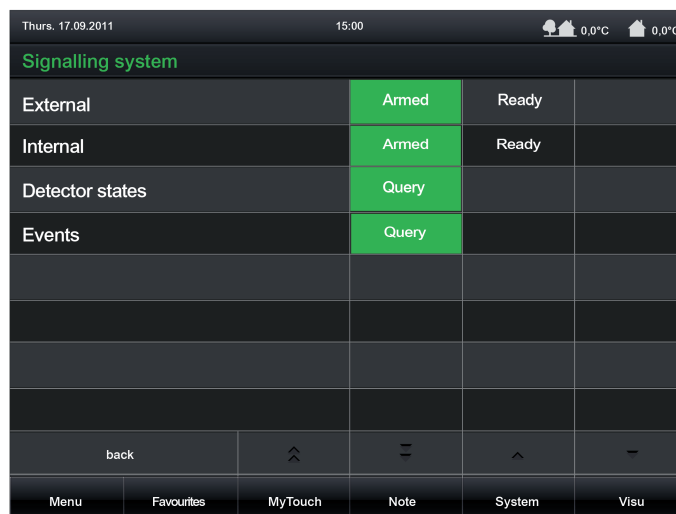 Thurs. 17.09.2011 15:00 0,0°C 0,0°C
Signalling system
External Armed Ready
Internal Armed Ready
Detector states Query
Events Query
back
Menu Favourites MyTouch Note System Visu